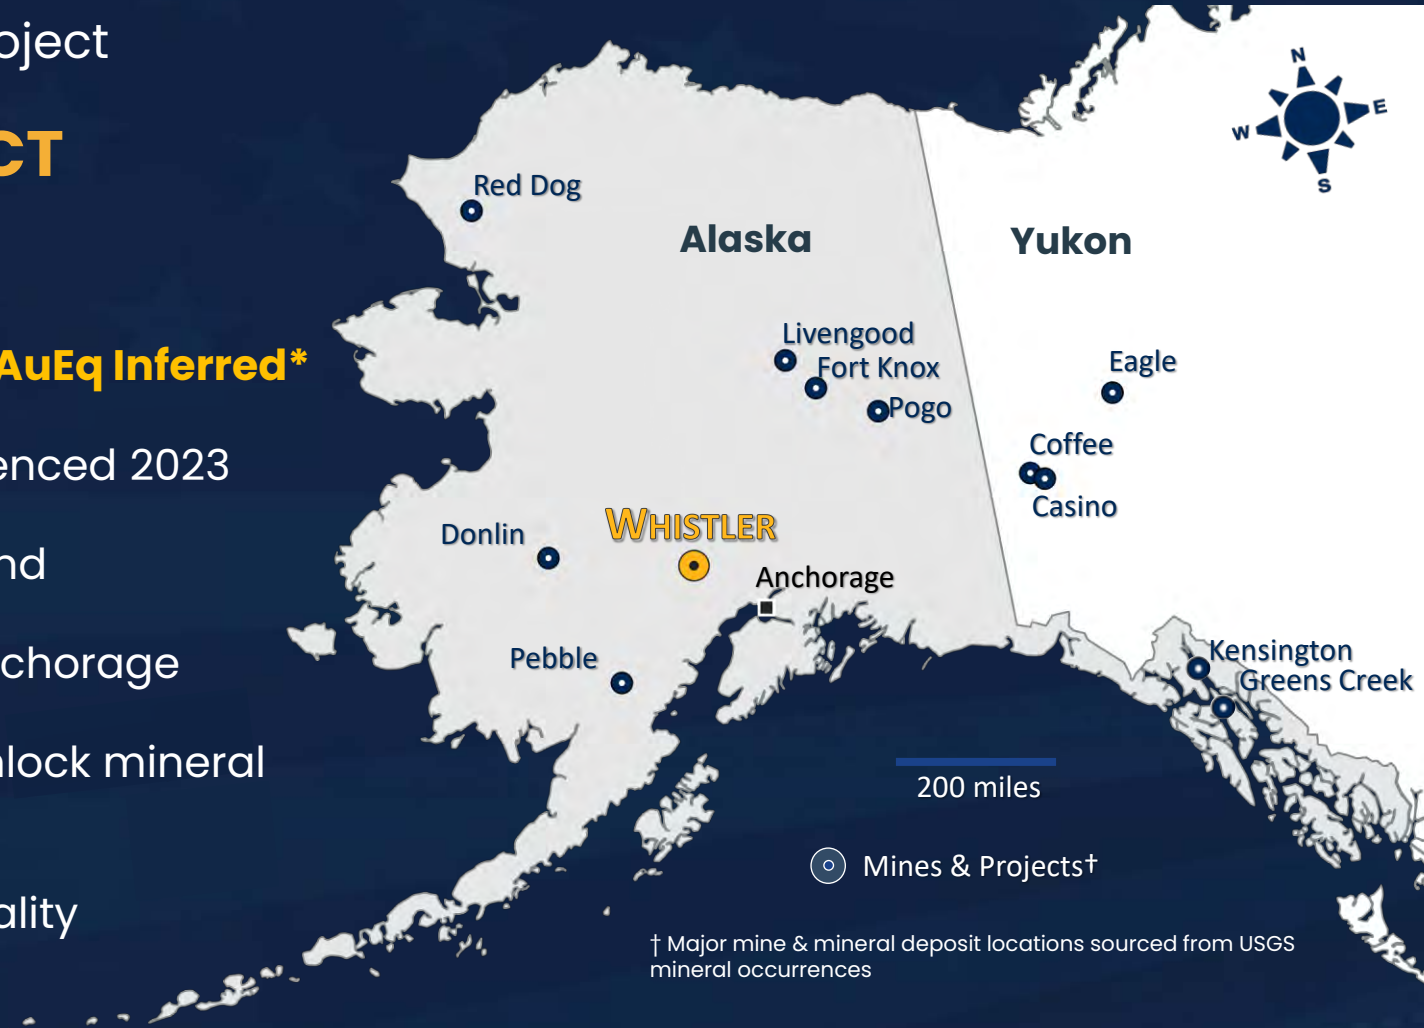 oject
CT
AuEq Inferred*
enced 2023
nd
chorage
lock mineral
ality
N
E
W
S
Red Dog
Alaska
Yukon
Livengood
Fort Knox
Pogo
Eagle
Coffee
Casino
Donlin
WHISTLER
Anchorage
Pebble
Kensington
Greens Creek
200 miles
Mines & Projects†
† Major mine & mineral deposit locations sourced from USGS
mineral occurrences